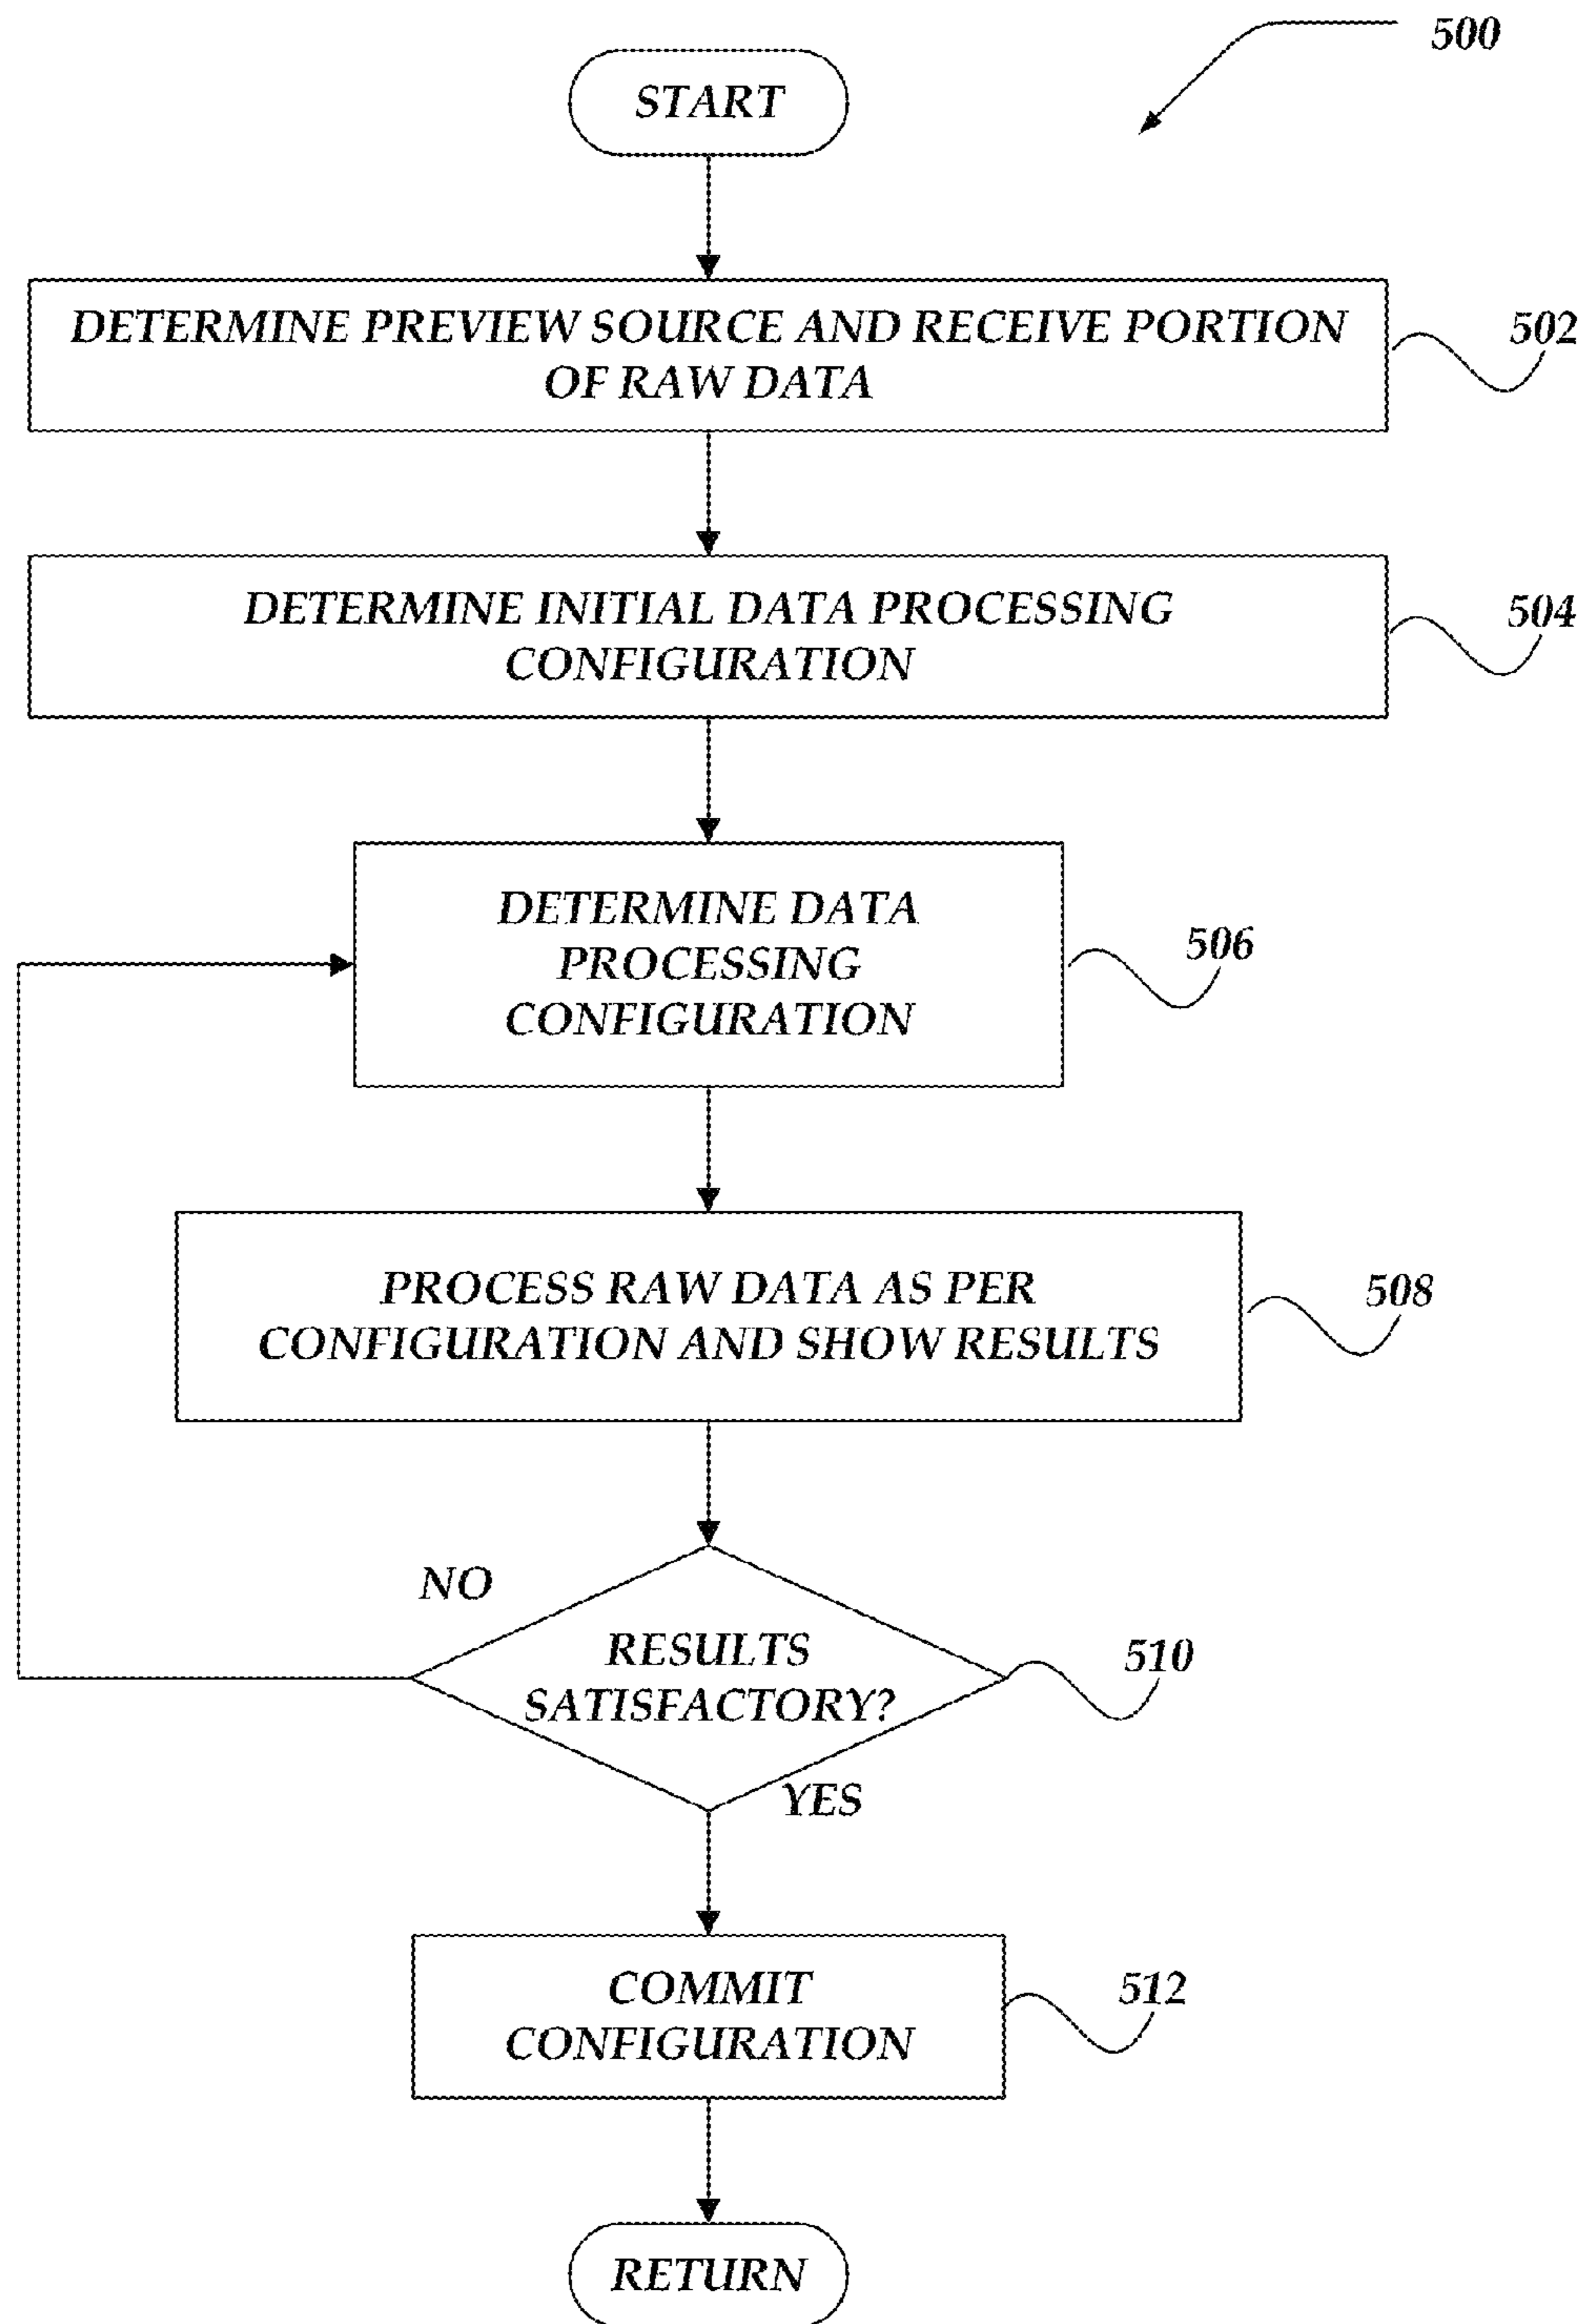 500
START
DETERMINE PREVIEW SOURCE AND RECEIVE PORTION
OF RAW DATA
502
DETERMINE INITIAL DATA PROCESSING
CONFIGURATION
504
DETERMINE DATA
PROCESSING
CONFIGURATION
506
PROCESS RAW DATA AS PER
CONFIGURATION AND SHOW RESULTS
508
NO
RESULTS
SATISFACTORY?
510
YES
COMMIT
CONFIGURATION
512
RETURN